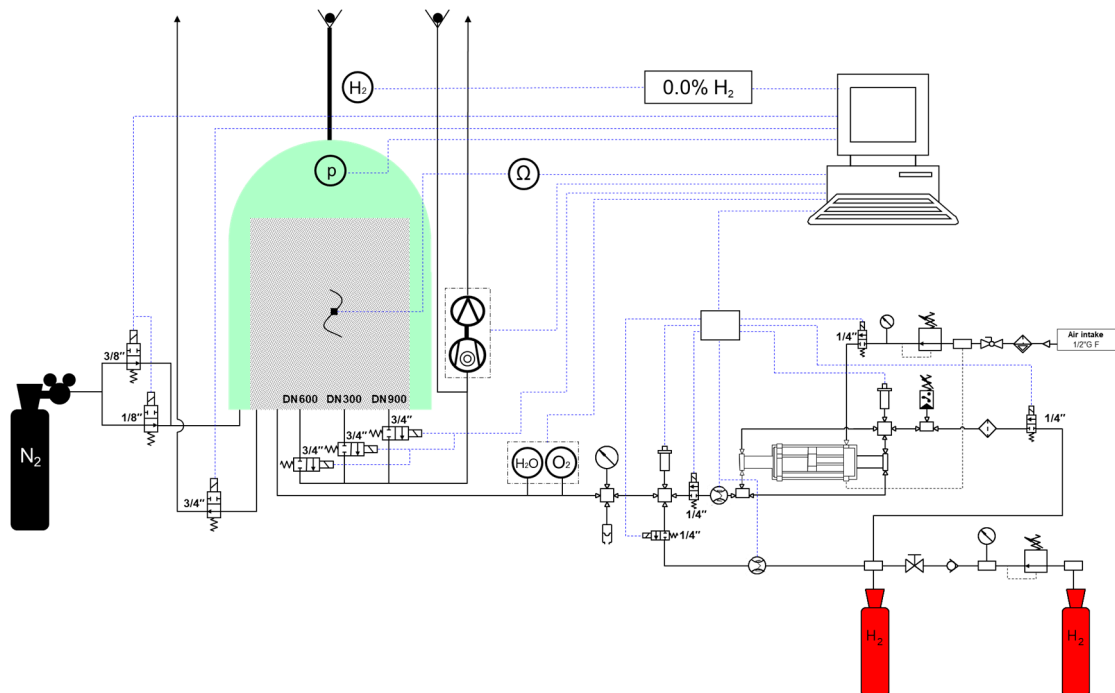 H₂
0.0% H₂
p
Ω
Air intake
1/2"G F
1/4"
3/8"
1/8"
DN600
DN300
DN900
3/4"
3/4"
3/4"
1/4"
N₂
H₂O
O₂
3/4"
1/4"
1/4"
H₂
H₂